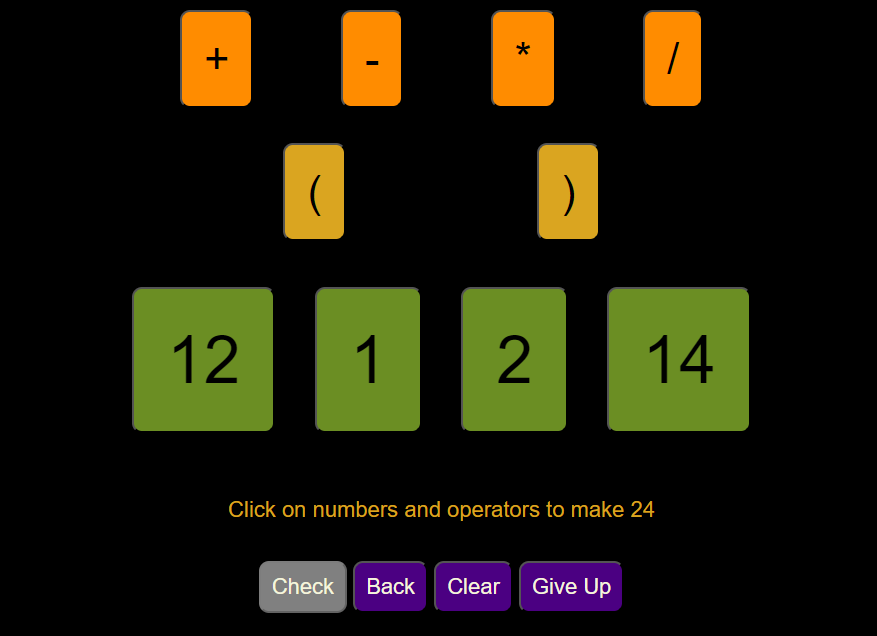 + - * /
( )
12 1 2 14
Click on numbers and operators to make 24
Check Back Clear Give Up